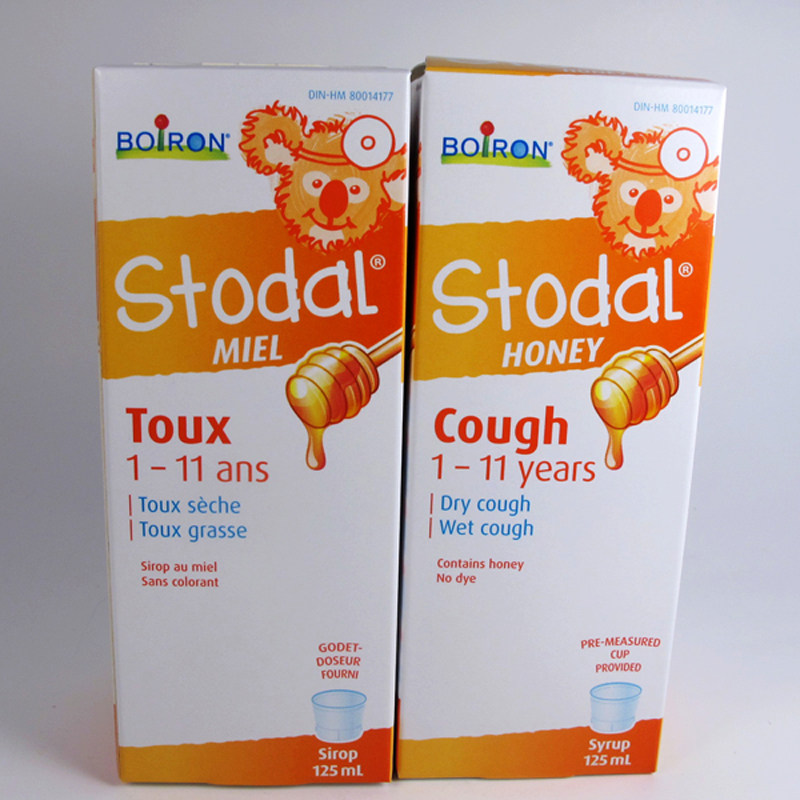 DIN-HM 80014177
BOIRON®
Stodal®
MIEL
Toux
1 – 11 ans
Toux sèche
Toux grasse
Sirop au miel
Sans colorant
GODET-
DOSEUR
FOURNI
Sirop
125 mL
HONEY
DIN-HM 80014177
BOIRON®
Stodal®
HONEY
Cough
1 – 11 years
Dry cough
Wet cough
Contains honey
No dye
PRE-MEASURED
CUP
PROVIDED
Syrup
125 mL